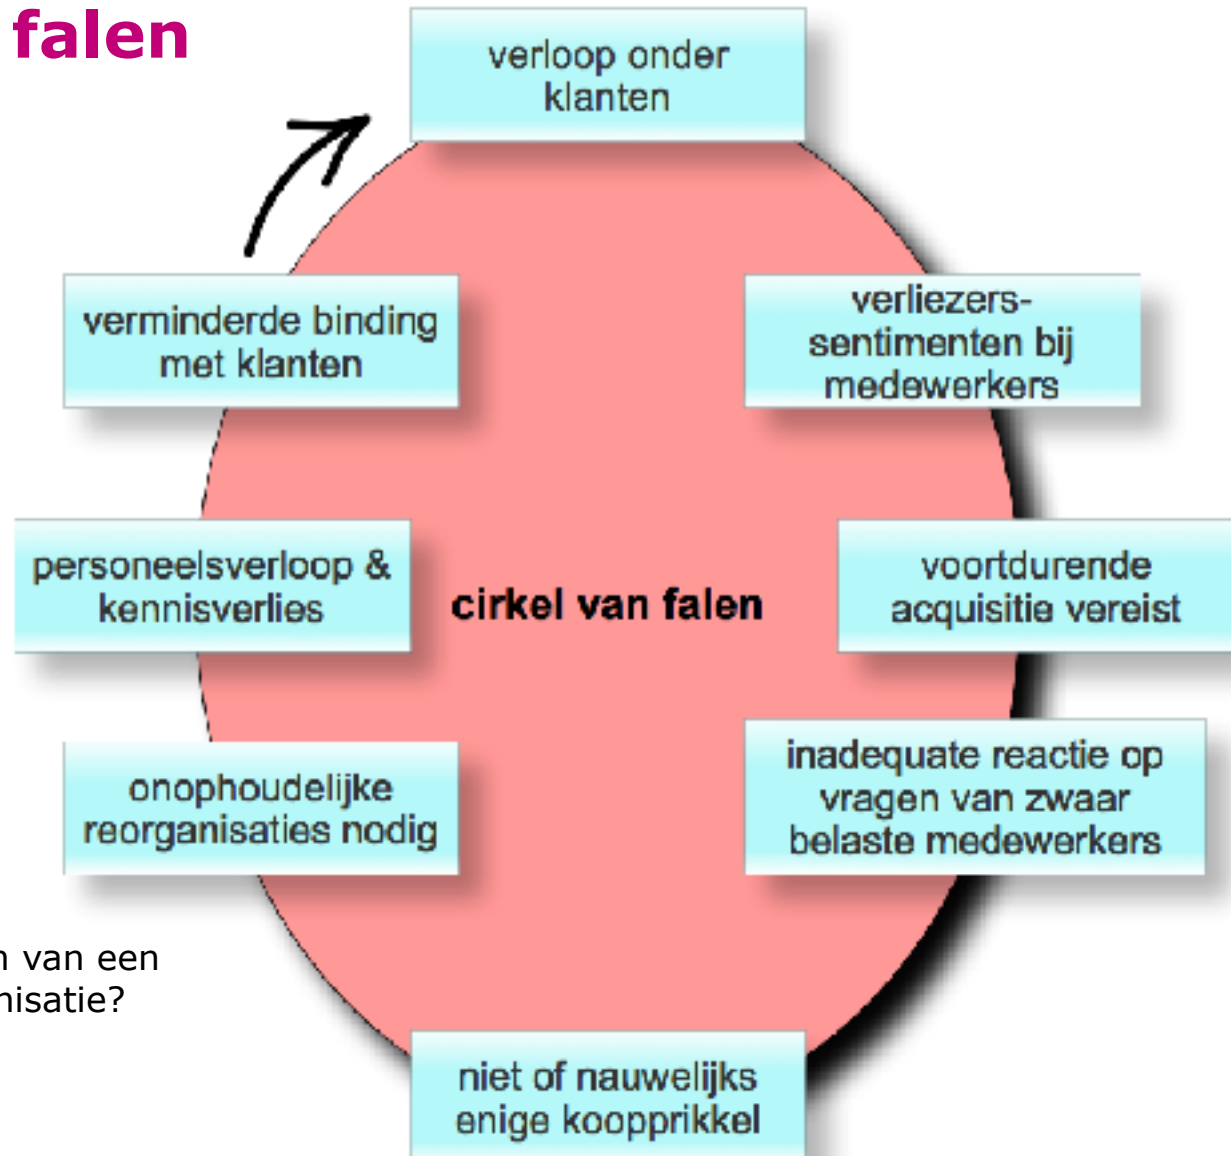 falen
verloop onder
klanten
verliezers-
sentimenten bij
medewerkers
voortdurende
acquisitie vereist
inadequate reactie op
vragen van zwaar
belaste medewerkers
niet of nauwelijks
enige koopprikkel
onophoudelijke
reorganisaties nodig
personeelsverloop &
kennisverlies
verminderde binding
met klanten
cirkel van falen
van een
nisatie?